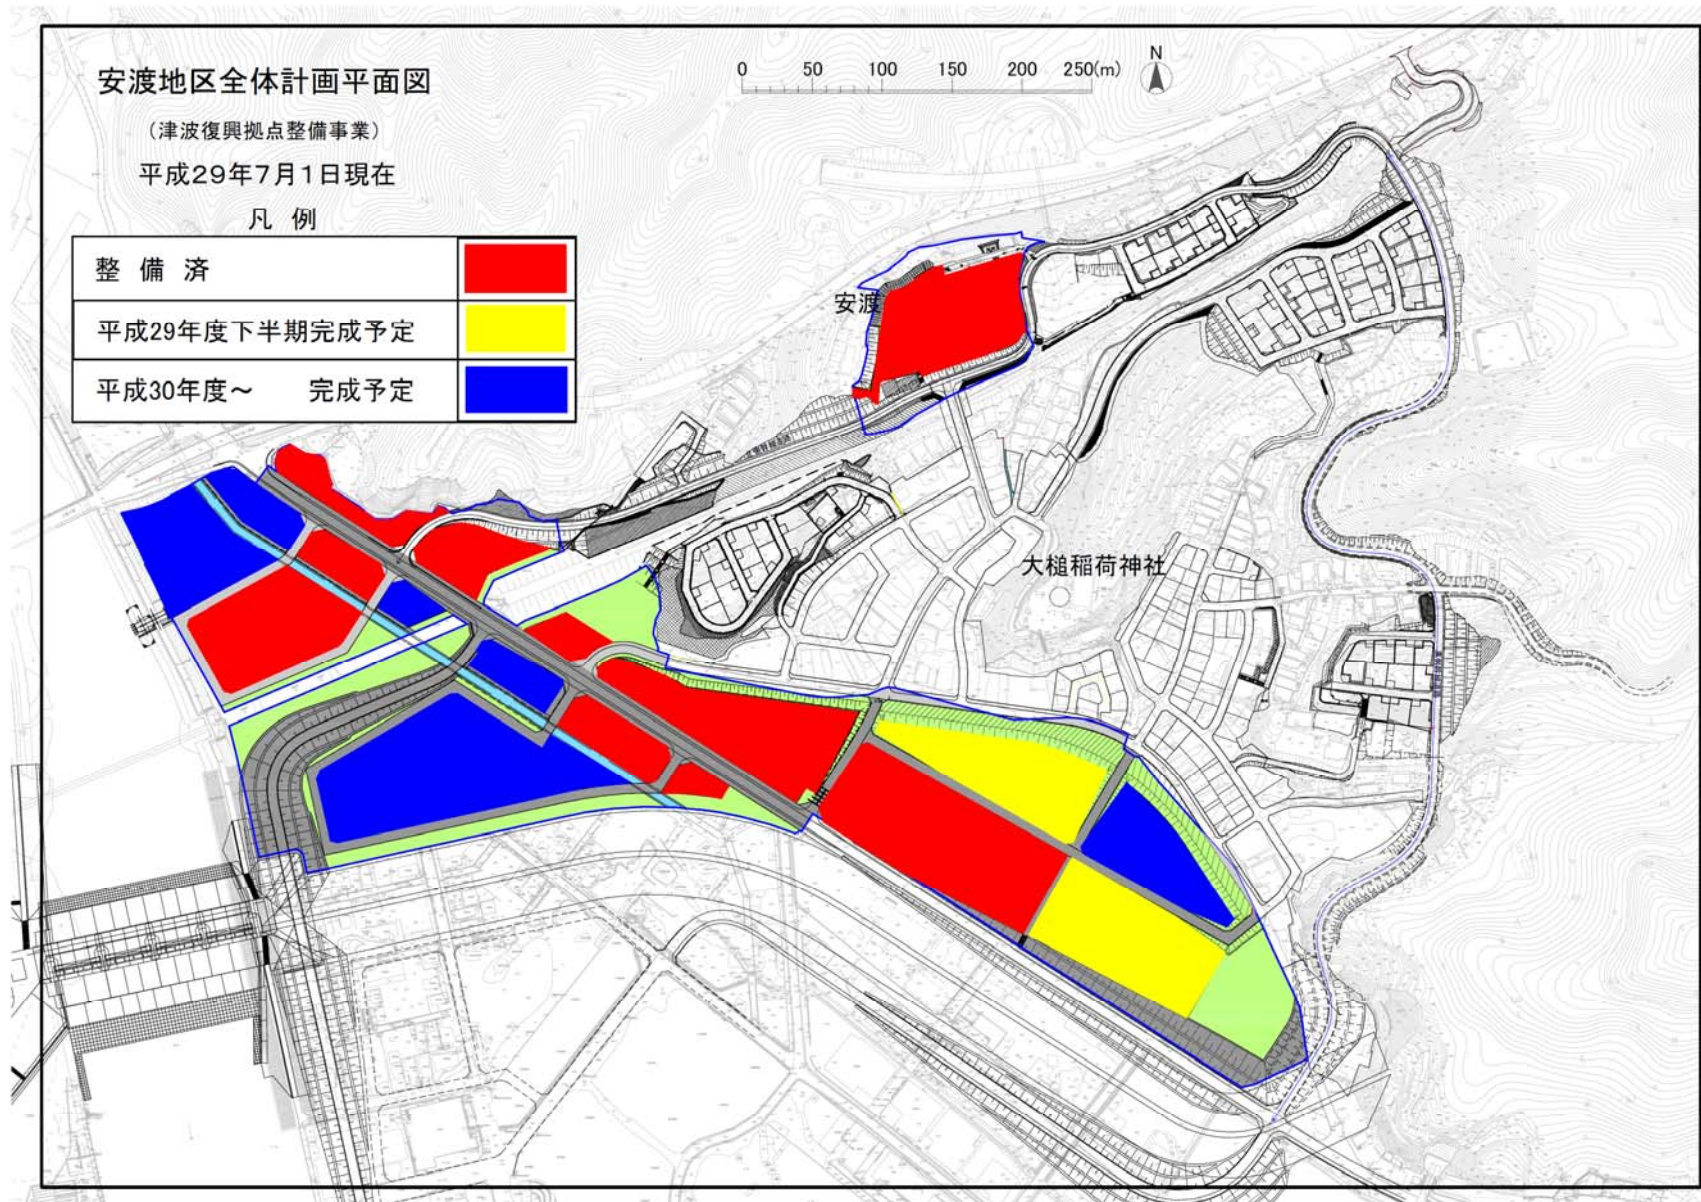 安渡地区全体計画平面図
（津波復興拠点整備事業）
平成29年7月1日現在
凡 例
整 備 済
平成29年度下半期完成予定
平成30年度～ 完成予定
0 50 100 150 200 250(m)
N
安渡
大槌稲荷神社